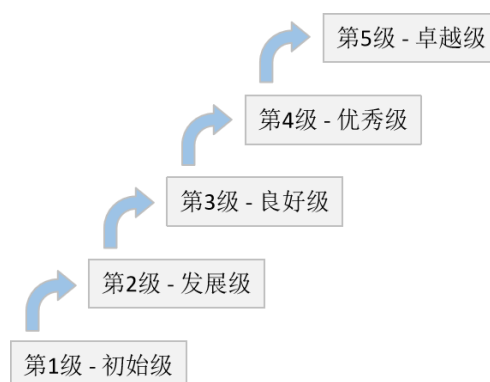 第5级 - 卓越级
第4级 - 优秀级
第3级 - 良好级
第2级 - 发展级
第1级 - 初始级